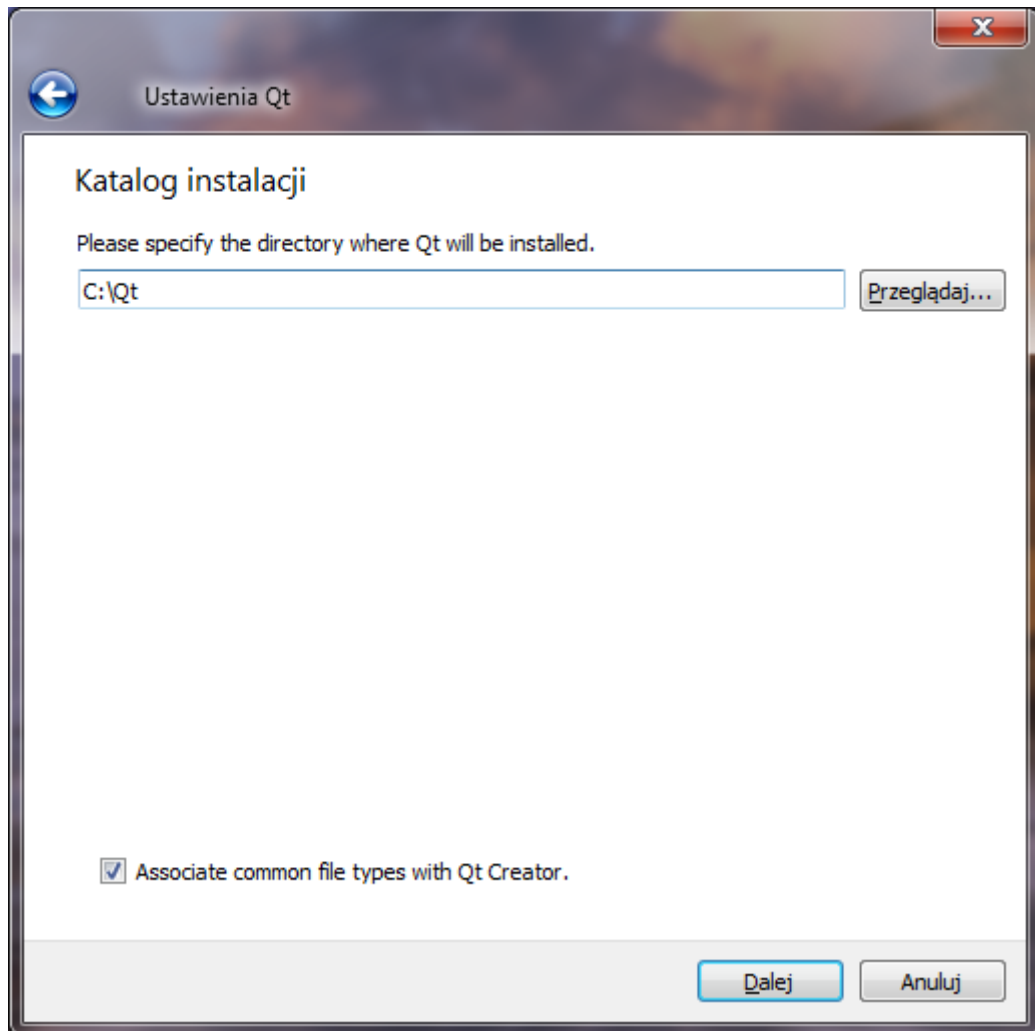 Ustawienia Qt
Katalog instalacji
Please specify the directory where Qt will be installed.
C:\Qt
Przeglądaj...
Associate common file types with Qt Creator.
Dalej
Anuluj